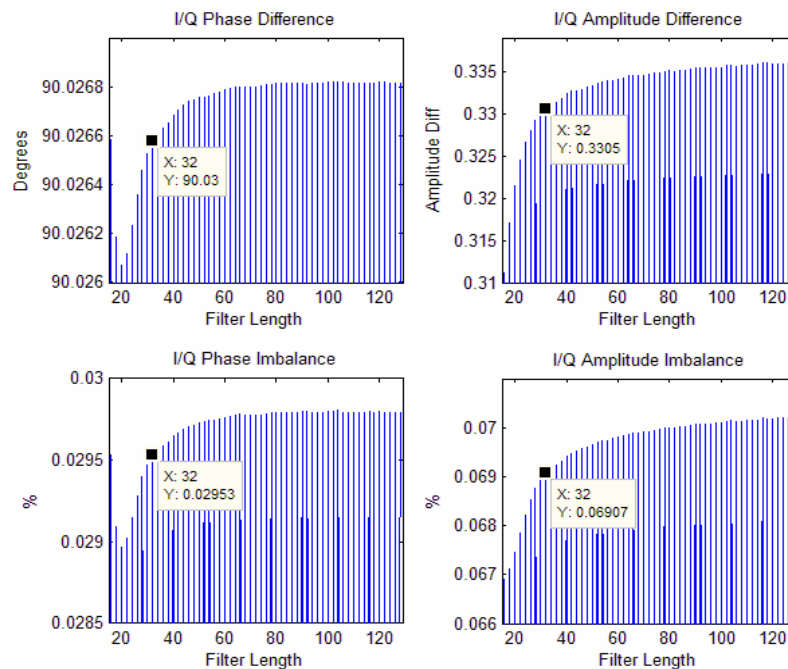 I/Q Phase Difference
Degrees
90.0268
90.0266
90.0264
90.0262
90.026
X: 32
Y: 90.03
20 40 60 80 100 120
Filter Length
I/Q Amplitude Difference
Amplitude Diff
0.335
0.33
0.325
0.32
0.315
0.31
X: 32
Y: 0.3305
20 40 60 80 100 120
Filter Length
I/Q Phase Imbalance
%
0.03
0.0295
0.029
0.0285
X: 32
Y: 0.02953
20 40 60 80 100 120
Filter Length
I/Q Amplitude Imbalance
%
0.07
0.069
0.068
0.067
0.066
X: 32
Y: 0.06907
20 40 60 80 100 120
Filter Length